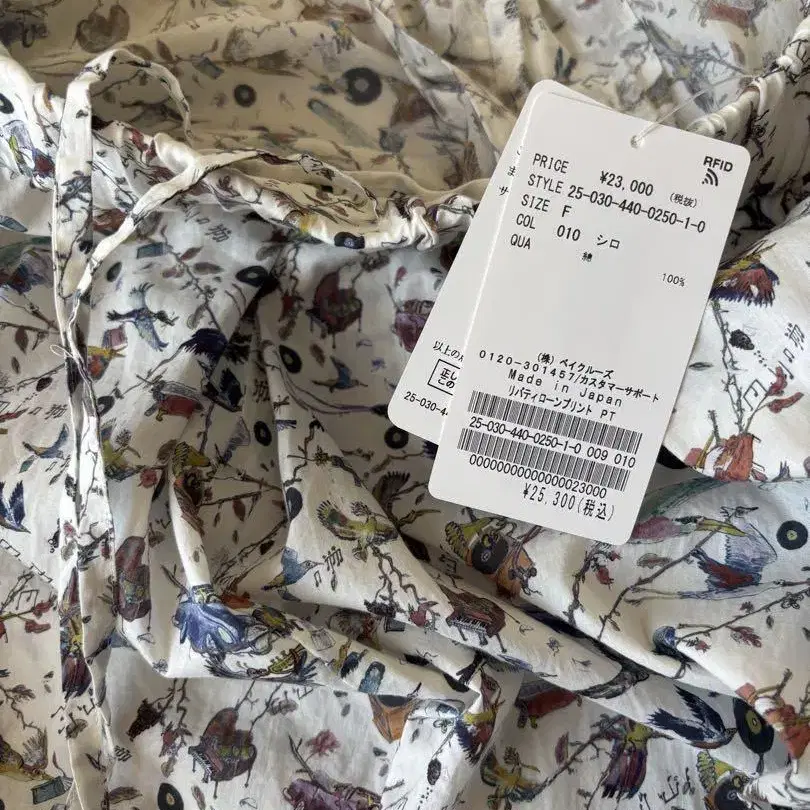 RFID
PRICE ¥23,000 (税抜)
STYLE 25-030-440-0250-1-0
SIZE F
COL 010 シロ
QUA 綿 100%
(株) ベイクルーズ
0120-301457/カスタマーサポート
Made in Japan
リバティローンプリント PT
25-030-440-0250-1-0 009 010
00000000000000023000
¥25,300(税込)
以上の
正
この
25-030-4